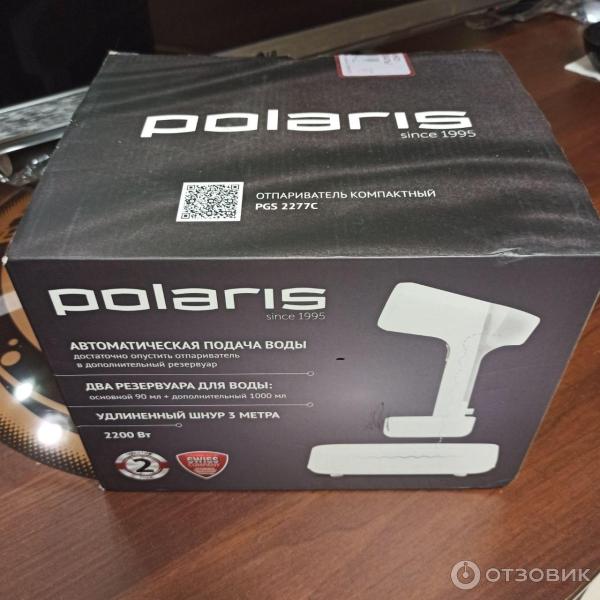 polaris
since 1995
ОТПАРИВАТЕЛЬ КОМПАКТНЫЙ
PGS 2277C
polaris
since 1995
АВТОМАТИЧЕСКАЯ ПОДАЧА ВОДЫ
достаточно опустить отпариватель
в дополнительный резервуар
ДВА РЕЗЕРВУАРА ДЛЯ ВОДЫ:
основной 90 мл + дополнительный 1000 мл
УДЛИНЕННЫЙ ШНУР 3 МЕТРА
2200 Вт
2
SWISS
ОТЗОВИК